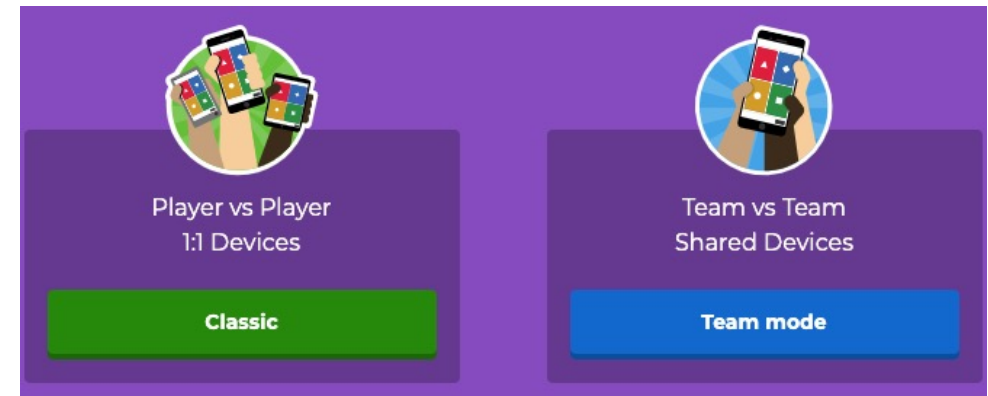 Player vs Player
1:1 Devices
Classic
Team vs Team
Shared Devices
Team mode